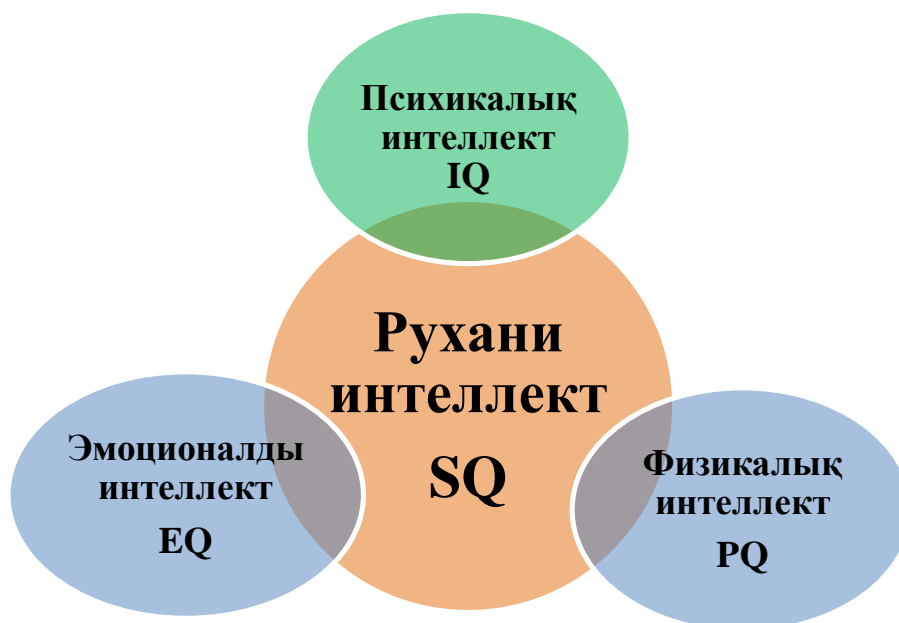 Психикалық
интеллект
IQ
Рухани
интеллект
SQ
Эмоционалды
интеллект
EQ
Физикалық
интеллект
PQ